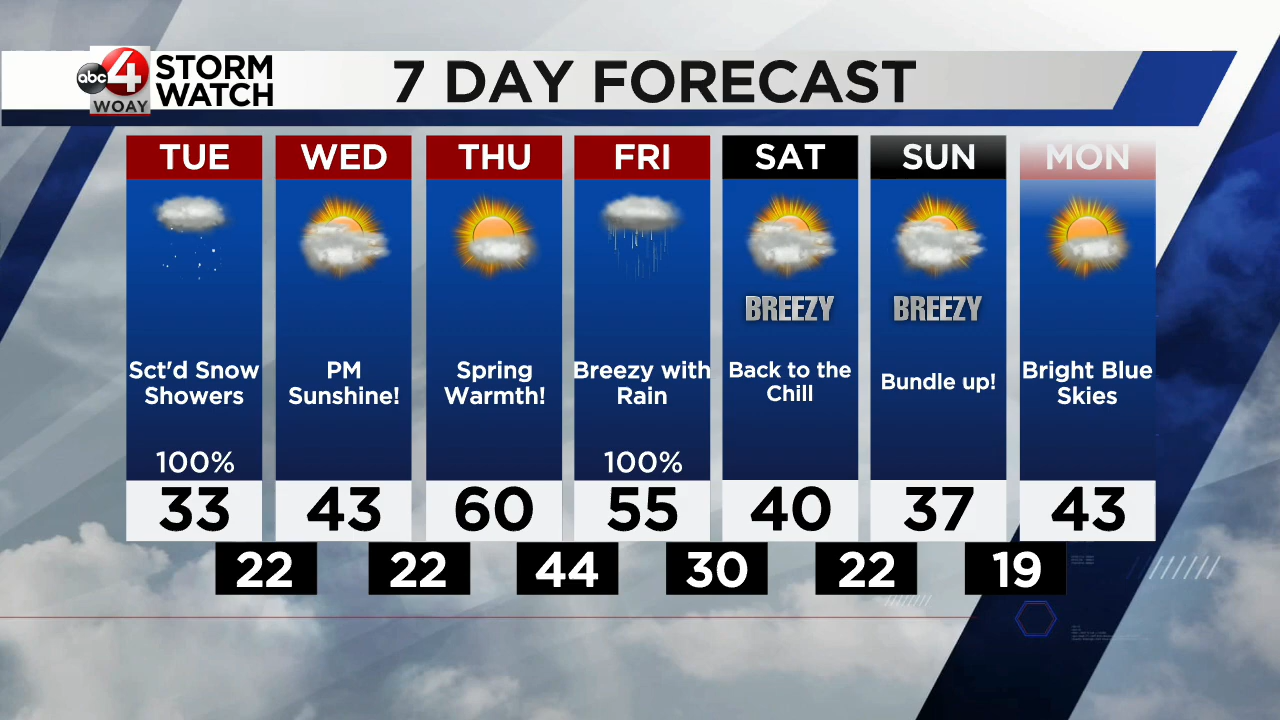 abc 4
WOAY
STORM
WATCH
7 DAY FORECAST
TUE
WED
THU
FRI
SAT
SUN
MON
BREEZY
BREEZY
Sct'd Snow
Showers
PM
Sunshine!
Spring
Warmth!
Breezy with
Rain
Back to the
Chill
Bundle up!
Bright Blue
Skies
100%
100%
33
43
60
55
40
37
43
22
22
44
30
22
19